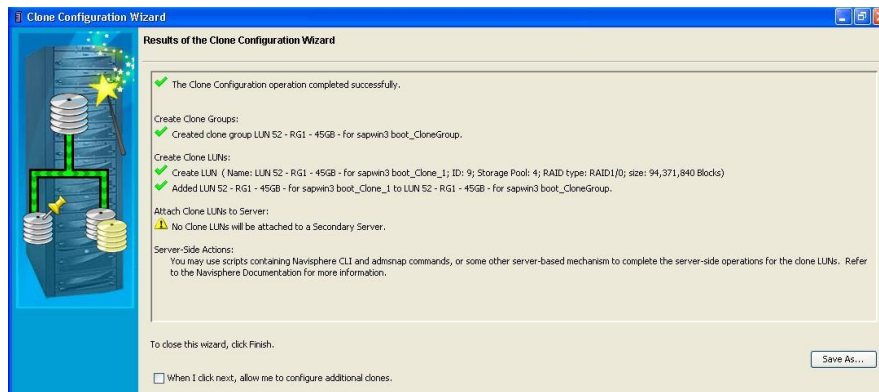 Clone Configuration Wizard
Results of the Clone Configuration Wizard
The Clone Configuration operation completed successfully.
Create Clone Groups:
Created clone group LUN 52 - RG1 - 45GB - for sapwin3 boot_CloneGroup.
Create Clone LUNs:
Create LUN ( Name: LUN 52 - RG1 - 45GB - for sapwin3 boot_Clone_1; ID: 9; Storage Pool: 4; RAID type: RAID1/0; size: 94,371,840 Blocks)
Added LUN 52 - RG1 - 45GB - for sapwin3 boot_Clone_1 to LUN 52 - RG1 - 45GB - for sapwin3 boot_CloneGroup.
Attach Clone LUNs to Server:
No Clone LUNs will be attached to a Secondary Server.
Server-Side Actions:
You may use scripts containing Navisphere CLI and admsnap commands, or some other server-based mechanism to complete the server-side operations for the clone LUNs. Refer
to the Navisphere Documentation for more information.
To close this wizard, click Finish.
Save As...
When I click next, allow me to configure additional clones.